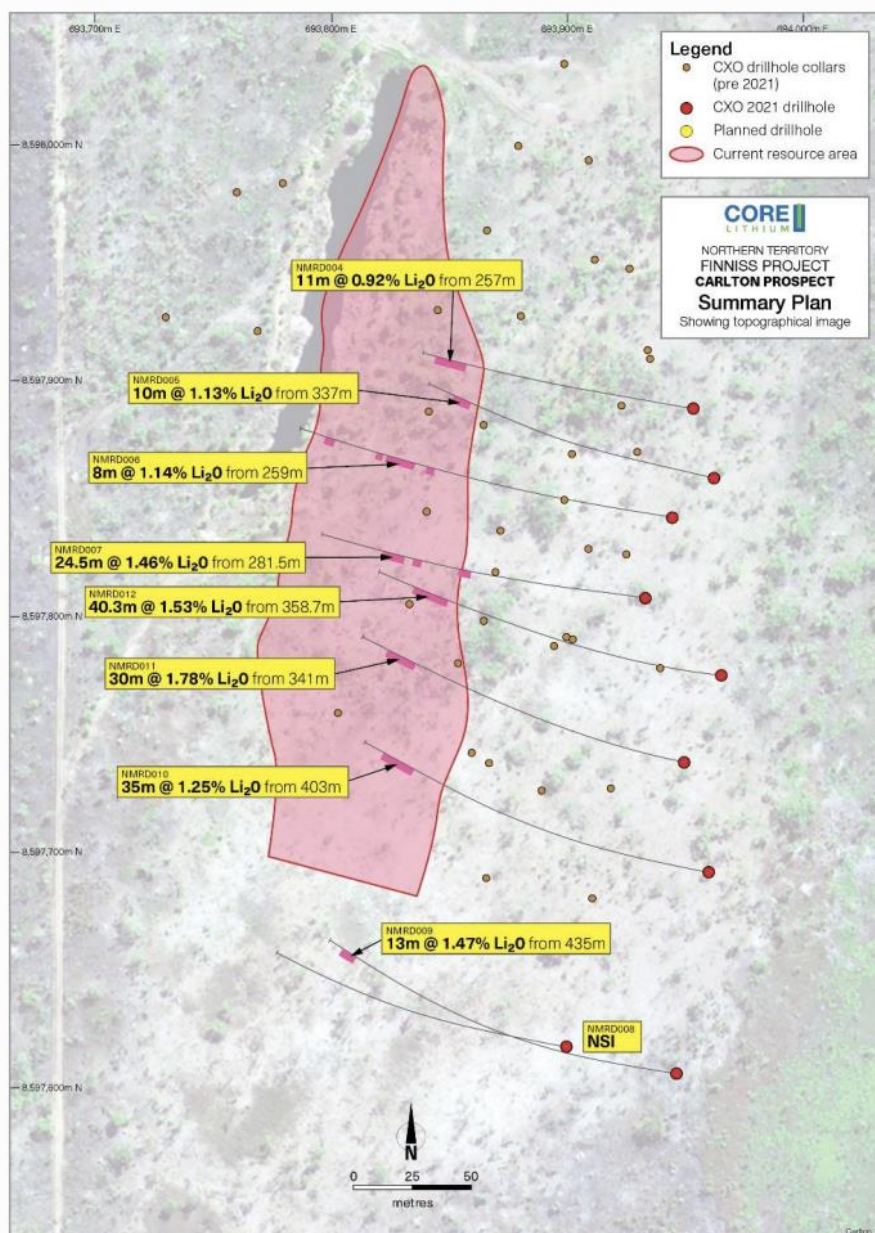 693,700m E
693,800m E
693,900m E
694,000m E
Legend
CXO drillhole collars
(pre 2021)
CXO 2021 drillhole
Planned drillhole
Current resource area
8,598,000m N
CORE
LITHIUM
NORTHERN TERRITORY
FINNISS PROJECT
CARLTON PROSPECT
Summary Plan
Showing topographical image
NMRD004
11m @ 0.92% Li₂O from 257m
8,597,900m N
NMRD005
10m @ 1.13% Li₂O from 337m
NMRD006
8m @ 1.14% Li₂O from 259m
NMRD007
24.5m @ 1.46% Li₂O from 281.5m
NMRD012
40.3m @ 1.53% Li₂O from 358.7m
8,597,800m N
NMRD011
30m @ 1.78% Li₂O from 341m
NMRD010
35m @ 1.25% Li₂O from 403m
8,597,700m N
NMRD009
13m @ 1.47% Li₂O from 435m
NMRD008
NSI
8,597,600m N
N
0 25 50
metres
Carlton